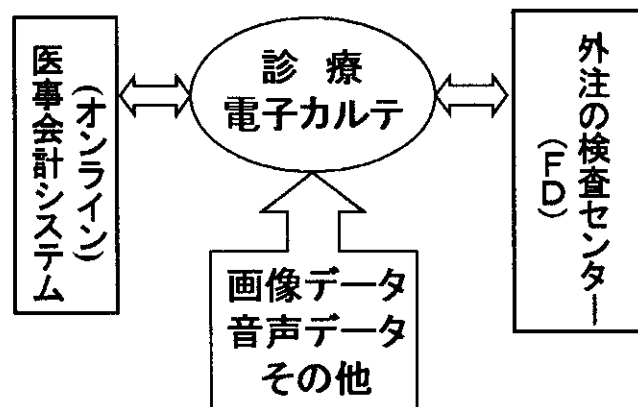 医事会計システム
(オンライン)
診療
電子カルテ
外注の検査センター
(FD)
画像データ
音声データ
その他